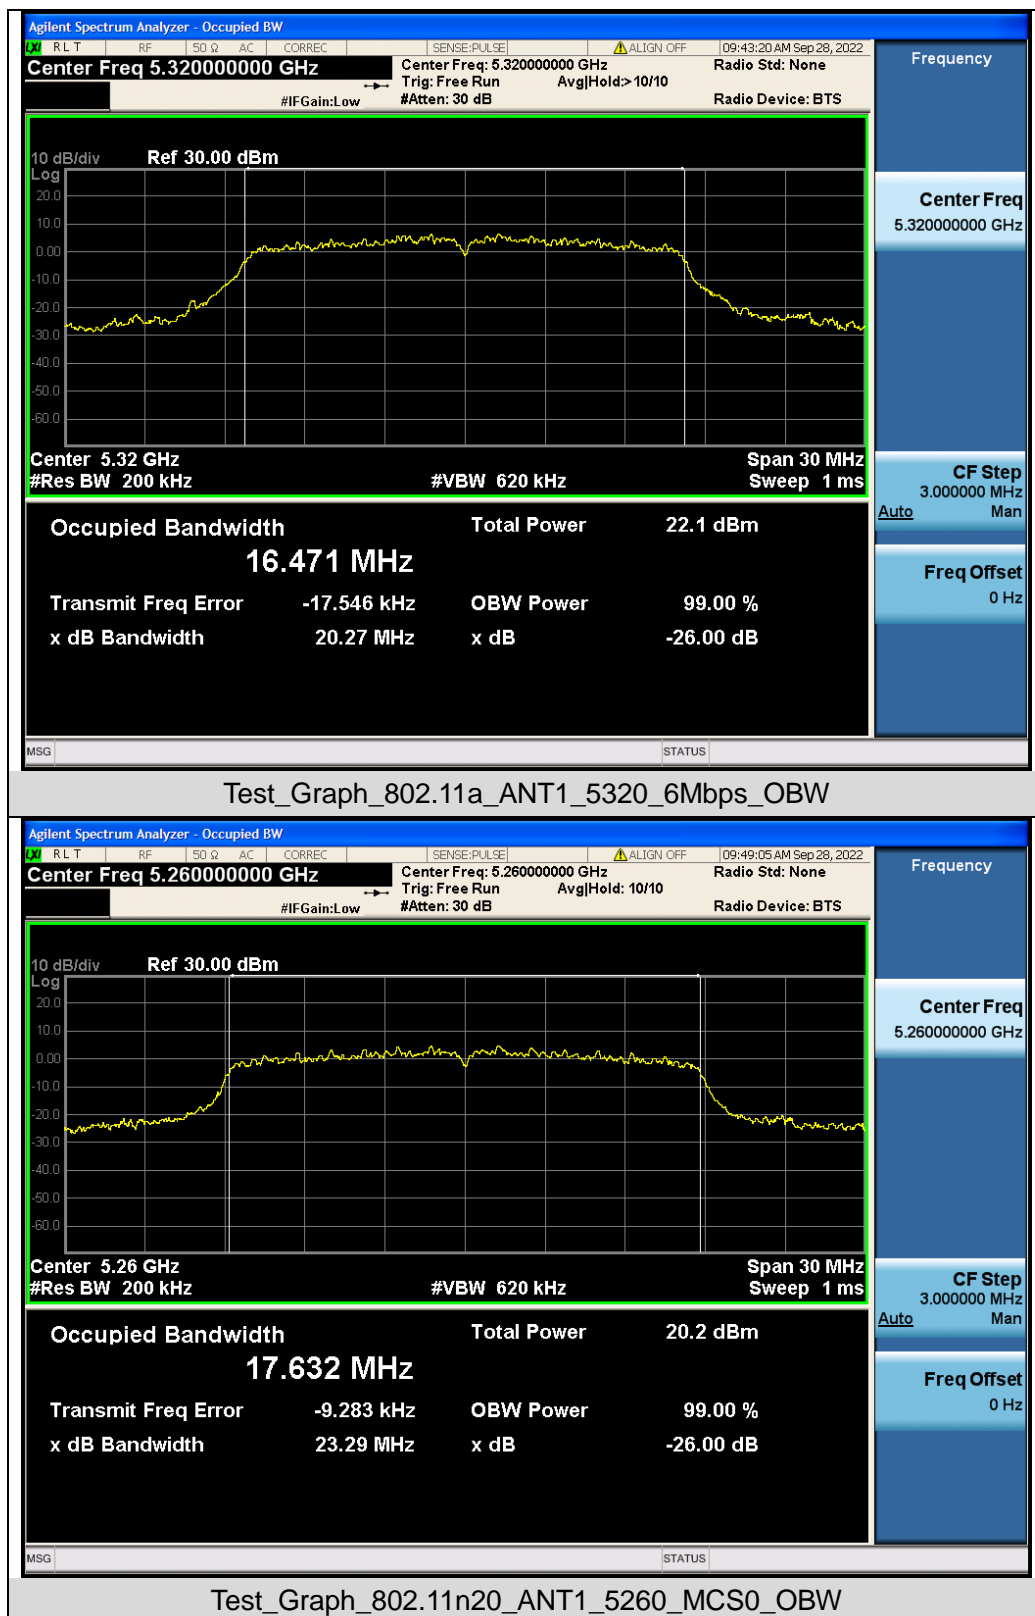 Agilent Spectrum Analyzer - Occupied BW
LXI RLT RF 50 Ω AC CORREC SENSE:PULSE ALIGN OFF 09:43:20 AM Sep 28, 2022
Center Freq 5.320000000 GHz
Center Freq: 5.320000000 GHz Radio Std: None
Trig: Free Run Avg|Hold:>10/10
#IFGain:Low #Atten: 30 dB Radio Device: BTS
Frequency
10 dB/div Ref 30.00 dBm
Log
20.0
10.0
0.00
-10.0
-20.0
-30.0
-40.0
-50.0
-60.0
Center 5.32 GHz Span 30 MHz
#Res BW 200 kHz #VBW 620 kHz Sweep 1 ms
Center Freq
5.320000000 GHz
CF Step
3.000000 MHz
Auto Man
Freq Offset
0 Hz
Occupied Bandwidth Total Power 22.1 dBm
16.471 MHz
Transmit Freq Error -17.546 kHz OBW Power 99.00 %
x dB Bandwidth 20.27 MHz x dB -26.00 dB
MSG STATUS
Test_Graph_802.11a_ANT1_5320_6Mbps_OBW
Agilent Spectrum Analyzer - Occupied BW
LXI RLT RF 50 Ω AC CORREC SENSE:PULSE ALIGN OFF 09:49:05 AM Sep 28, 2022
Center Freq 5.260000000 GHz
Center Freq: 5.260000000 GHz Radio Std: None
Trig: Free Run Avg|Hold: 10/10
#IFGain:Low #Atten: 30 dB Radio Device: BTS
Frequency
10 dB/div Ref 30.00 dBm
Log
20.0
10.0
0.00
-10.0
-20.0
-30.0
-40.0
-50.0
-60.0
Center 5.26 GHz Span 30 MHz
#Res BW 200 kHz #VBW 620 kHz Sweep 1 ms
Center Freq
5.260000000 GHz
CF Step
3.000000 MHz
Auto Man
Freq Offset
0 Hz
Occupied Bandwidth Total Power 20.2 dBm
17.632 MHz
Transmit Freq Error -9.283 kHz OBW Power 99.00 %
x dB Bandwidth 23.29 MHz x dB -26.00 dB
MSG STATUS
Test_Graph_802.11n20_ANT1_5260_MCS0_OBW